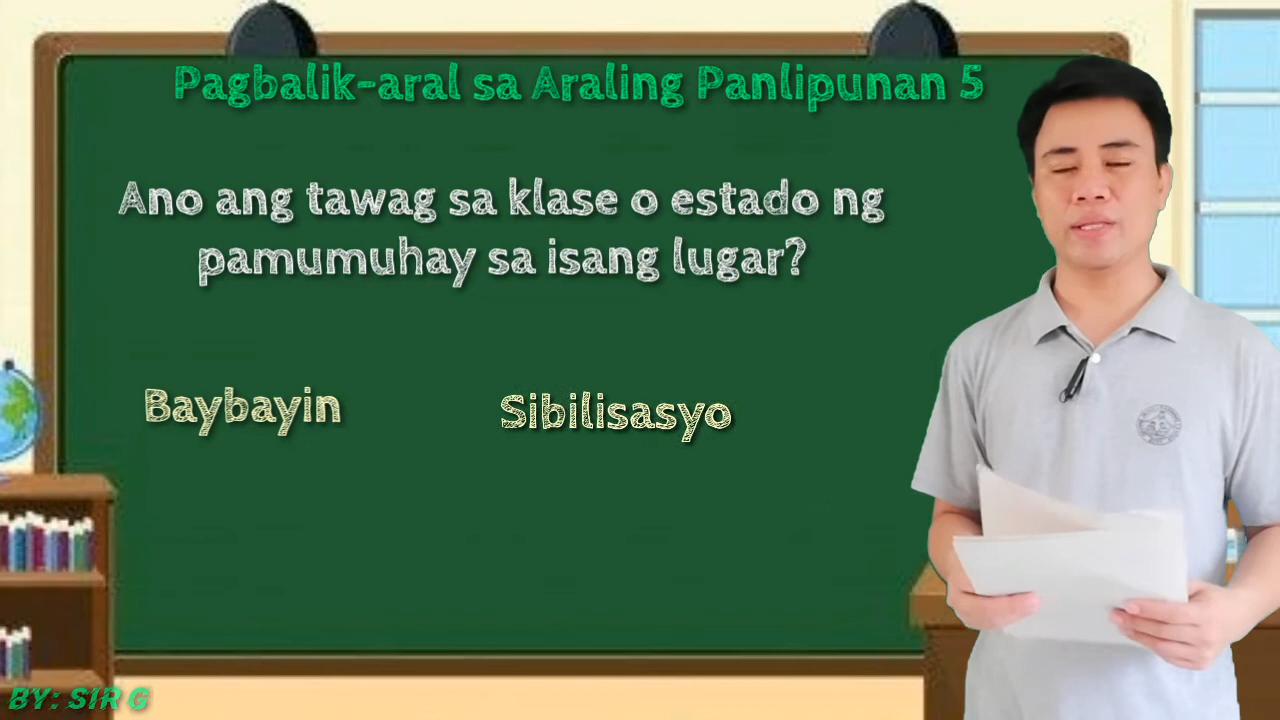 Pagbalik-aral sa Araling Panlipunan 5
Ano ang tawag sa klase o estado ng
pamumuhay sa isang lugar?
Baybayin
Sibilisasyo
BY: SIR G